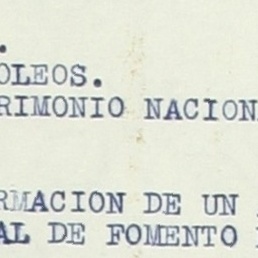 OLEOS.
RIMONIO NACION
RMACION DE UN
AL DE FOMENTO